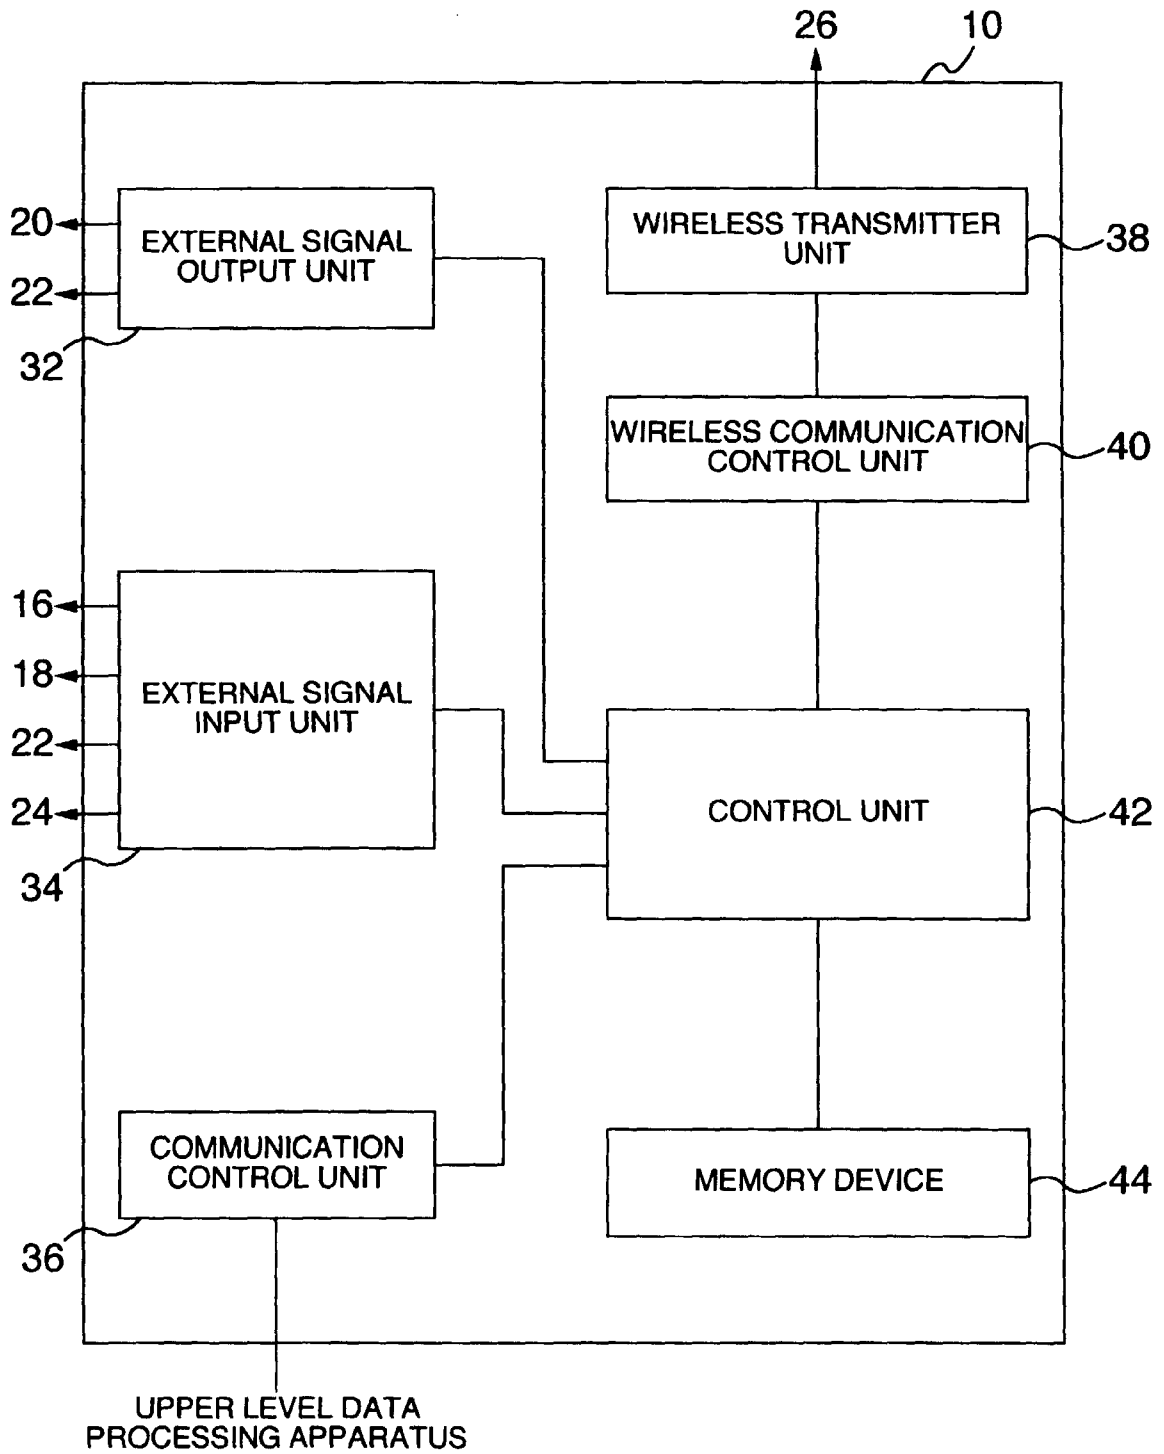 26
10
20
EXTERNAL SIGNAL
OUTPUT UNIT
22
32
WIRELESS TRANSMITTER
UNIT
38
WIRELESS COMMUNICATION
CONTROL UNIT
40
16
18
EXTERNAL SIGNAL
INPUT UNIT
22
24
34
CONTROL UNIT
42
COMMUNICATION
CONTROL UNIT
36
MEMORY DEVICE
44
UPPER LEVEL DATA
PROCESSING APPARATUS